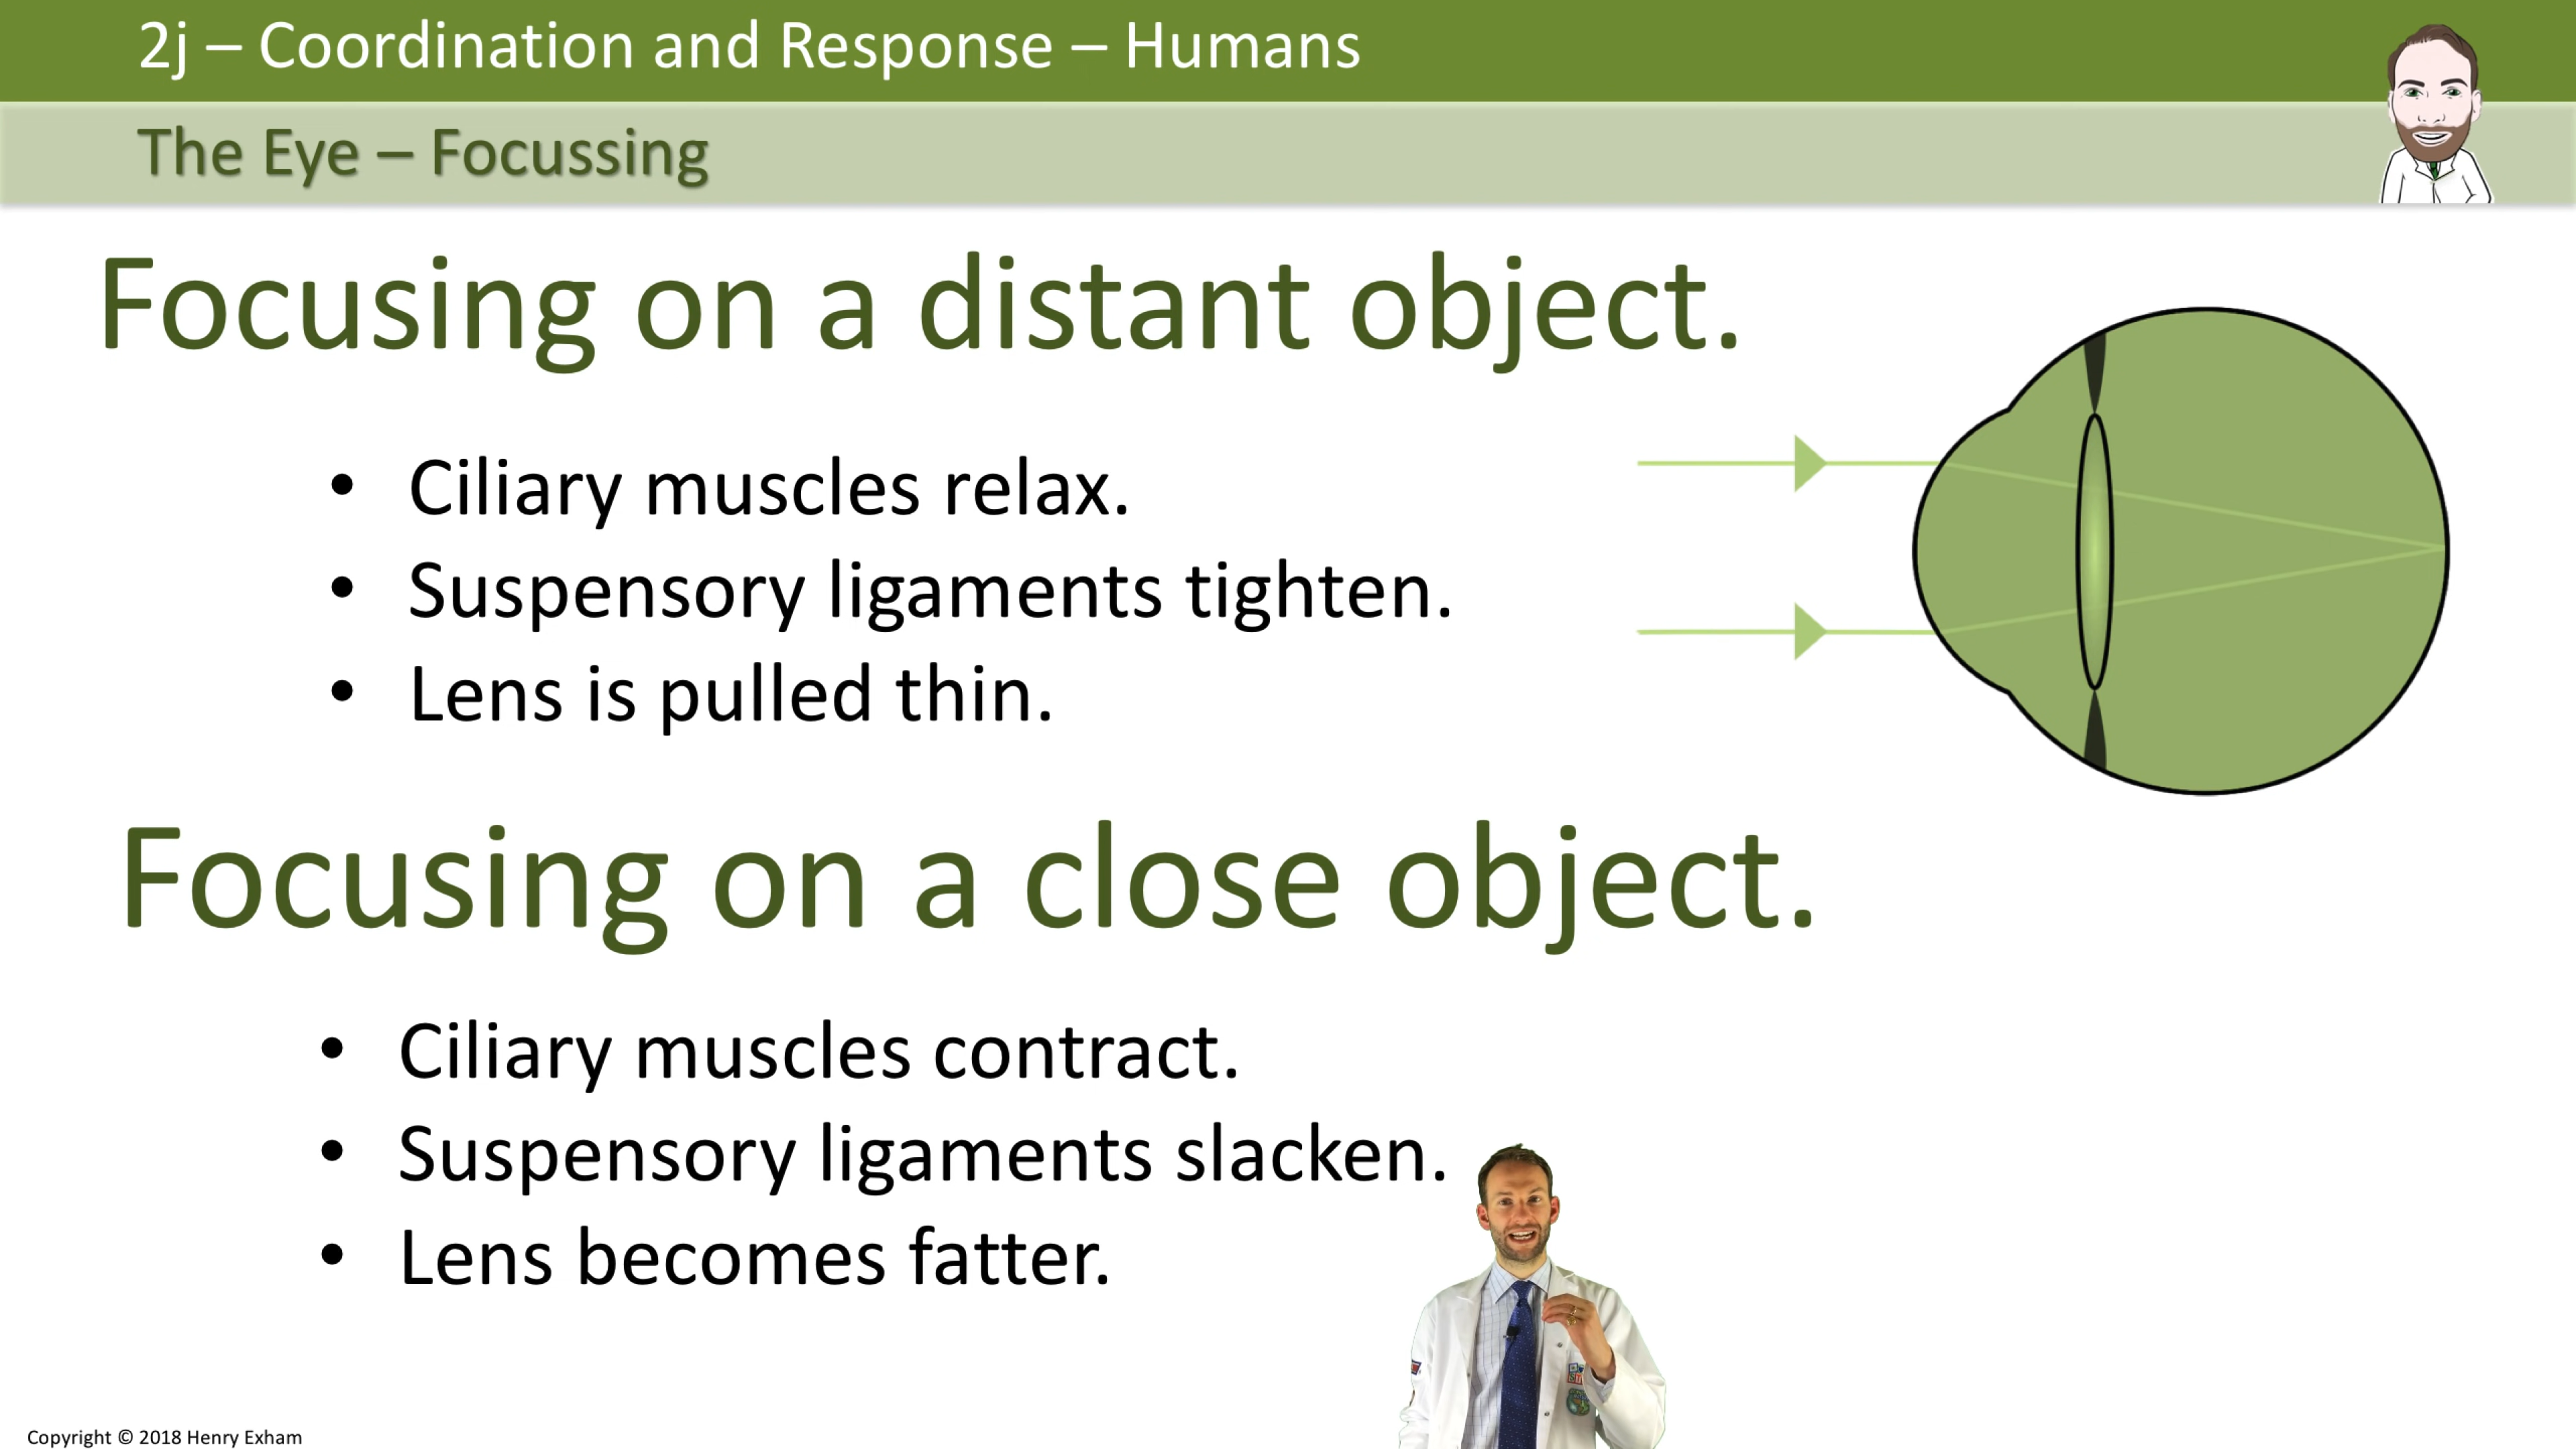 2j – Coordination and Response – Humans
The Eye – Focussing
Focusing on a distant object.
• Ciliary muscles relax.
• Suspensory ligaments tighten.
• Lens is pulled thin.
Focusing on a close object.
• Ciliary muscles contract.
• Suspensory ligaments slacken.
• Lens becomes fatter.
Copyright © 2018 Henry Exham